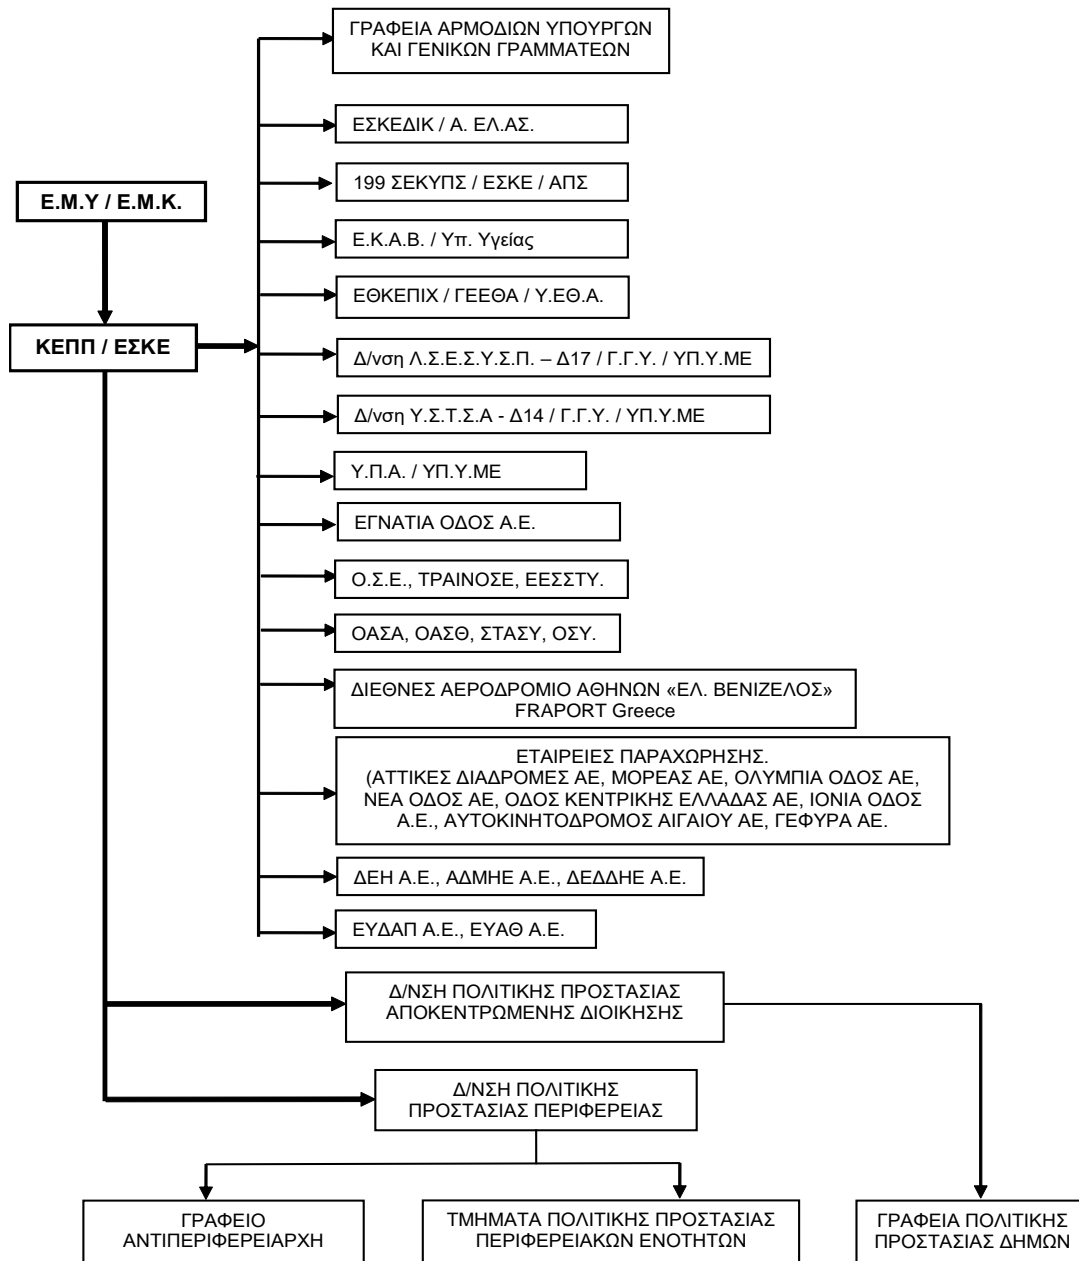 ΓΡΑΦΕΙΑ ΑΡΜΟΔΙΩΝ ΥΠΟΥΡΓΩΝ
ΚΑΙ ΓΕΝΙΚΩΝ ΓΡΑΜΜΑΤΕΩΝ
ΕΣΚΕΔΙΚ / Α. ΕΛ.ΑΣ.
199 ΣΕΚΥΠΣ / ΕΣΚΕ / ΑΠΣ
Ε.Μ.Υ / Ε.Μ.Κ.
Ε.Κ.Α.Β. / Υπ. Υγείας
ΕΘΚΕΠΙΧ / ΓΕΕΘΑ / Υ.ΕΘ.Α.
ΚΕΠΠ / ΕΣΚΕ
Δ/νση Λ.Σ.Ε.Σ.Υ.Σ.Π. – Δ17 / Γ.Γ.Υ. / ΥΠ.Υ.ΜΕ
Δ/νση Υ.Σ.Τ.Σ.Α - Δ14 / Γ.Γ.Υ. / ΥΠ.Υ.ΜΕ
Υ.Π.Α. / ΥΠ.Υ.ΜΕ
ΕΓΝΑΤΙΑ ΟΔΟΣ Α.Ε.
Ο.Σ.Ε., ΤΡΑΙΝΟΣΕ, ΕΕΣΣΤΥ.
ΟΑΣΑ, ΟΑΣΘ, ΣΤΑΣΥ, ΟΣΥ.
ΔΙΕΘΝΕΣ ΑΕΡΟΔΡΟΜΙΟ ΑΘΗΝΩΝ «ΕΛ. ΒΕΝΙΖΕΛΟΣ»
FRAPORT Greece
ΕΤΑΙΡΕΙΕΣ ΠΑΡΑΧΩΡΗΣΗΣ.
(ΑΤΤΙΚΕΣ ΔΙΑΔΡΟΜΕΣ ΑΕ, ΜΟΡΕΑΣ ΑΕ, ΟΛΥΜΠΙΑ ΟΔΟΣ ΑΕ,
ΝΕΑ ΟΔΟΣ ΑΕ, ΟΔΟΣ ΚΕΝΤΡΙΚΗΣ ΕΛΛΑΔΑΣ ΑΕ, ΙΟΝΙΑ ΟΔΟΣ
Α.Ε., ΑΥΤΟΚΙΝΗΤΟΔΡΟΜΟΣ ΑΙΓΑΙΟΥ ΑΕ, ΓΕΦΥΡΑ ΑΕ.
ΔΕΗ Α.Ε., ΑΔΜΗΕ Α.Ε., ΔΕΔΔΗΕ Α.Ε.
ΕΥΔΑΠ Α.Ε., ΕΥΑΘ Α.Ε.
Δ/ΝΣΗ ΠΟΛΙΤΙΚΗΣ ΠΡΟΣΤΑΣΙΑΣ
ΑΠΟΚΕΝΤΡΩΜΕΝΗΣ ΔΙΟΙΚΗΣΗΣ
Δ/ΝΣΗ ΠΟΛΙΤΙΚΗΣ
ΠΡΟΣΤΑΣΙΑΣ ΠΕΡΙΦΕΡΕΙΑΣ
ΓΡΑΦΕΙΟ
ΑΝΤΙΠΕΡΙΦΕΡΕΙΑΡΧΗ
ΤΜΗΜΑΤΑ ΠΟΛΙΤΙΚΗΣ ΠΡΟΣΤΑΣΙΑΣ
ΠΕΡΙΦΕΡΕΙΑΚΩΝ ΕΝΟΤΗΤΩΝ
ΓΡΑΦΕΙΑ ΠΟΛΙΤΙΚΗΣ
ΠΡΟΣΤΑΣΙΑΣ ΔΗΜΩΝ